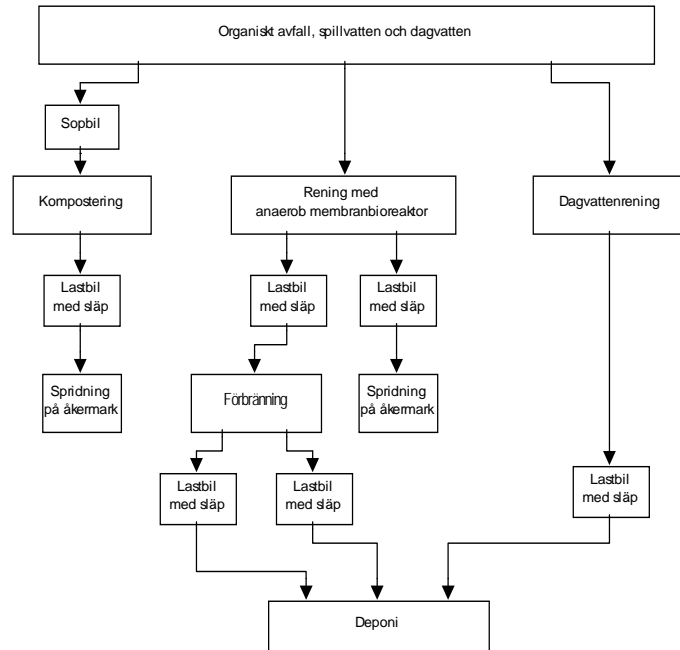 Organiskt avfall, spillvatten och dagvatten
Sopbil
Kompostering
Rening med
anaerob membranbioreaktor
Dagvattenrening
Lastbil
med släp
Lastbil
med släp
Lastbil
med släp
Spridning
på åkermark
Förbränning
Spridning
på åkermark
Lastbil
med släp
Lastbil
med släp
Lastbil
med släp
Deponi